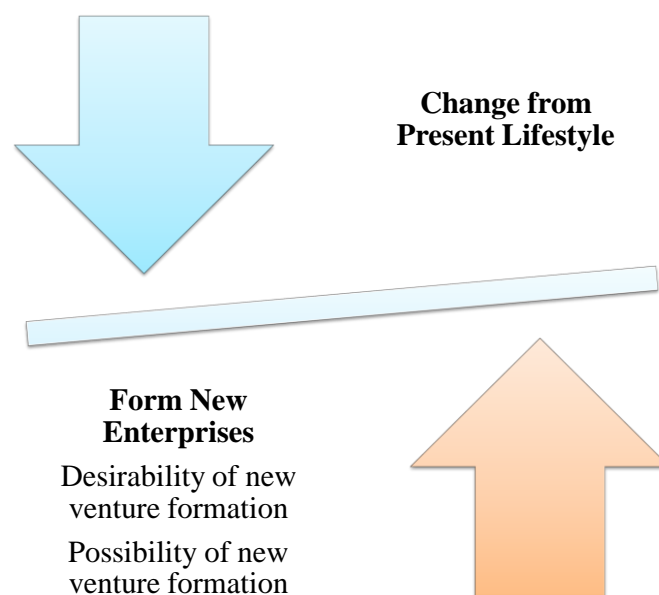 Change from
Present Lifestyle
Form New
Enterprises
Desirability of new
venture formation
Possibility of new
venture formation